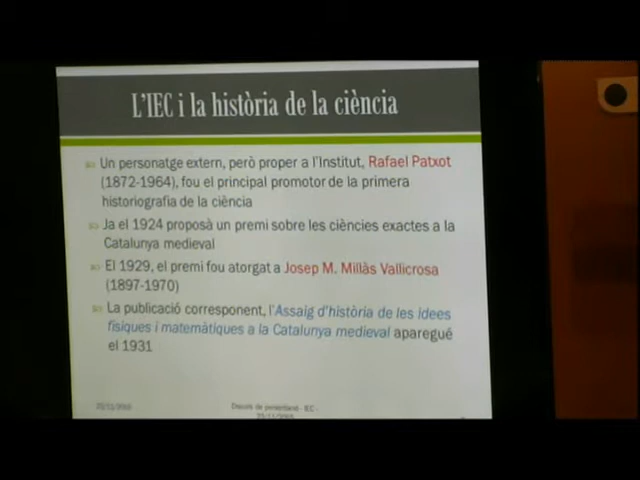 L'IEC i la història de la ciència
Un personatge extern, però proper a l'Institut, Rafael Patxot
(1872-1964), fou el principal promotor de la primera
historiografia de la ciència
Ja el 1924 proposà un premi sobre les ciències exactes a la
Catalunya medieval
El 1929, el premi fou atorgat a Josep M. Millàs Vallicrosa
(1897-1970)
La publicació corresponent, l'Assaig d'història de les idees
físiques i matemàtiques a la Catalunya medieval aparegué
el 1931